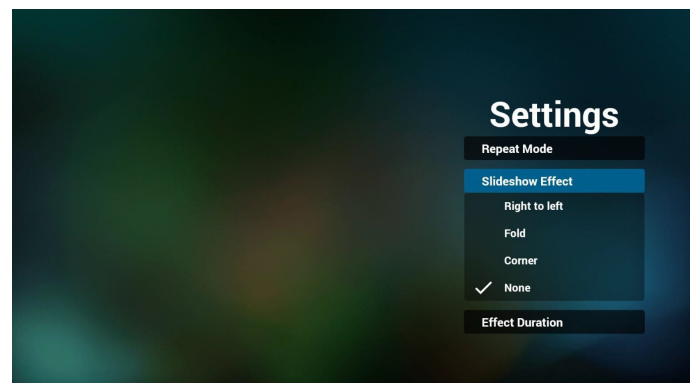 Settings
Repeat Mode
Slideshow Effect
Right to left
Fold
Corner
None
Effect Duration